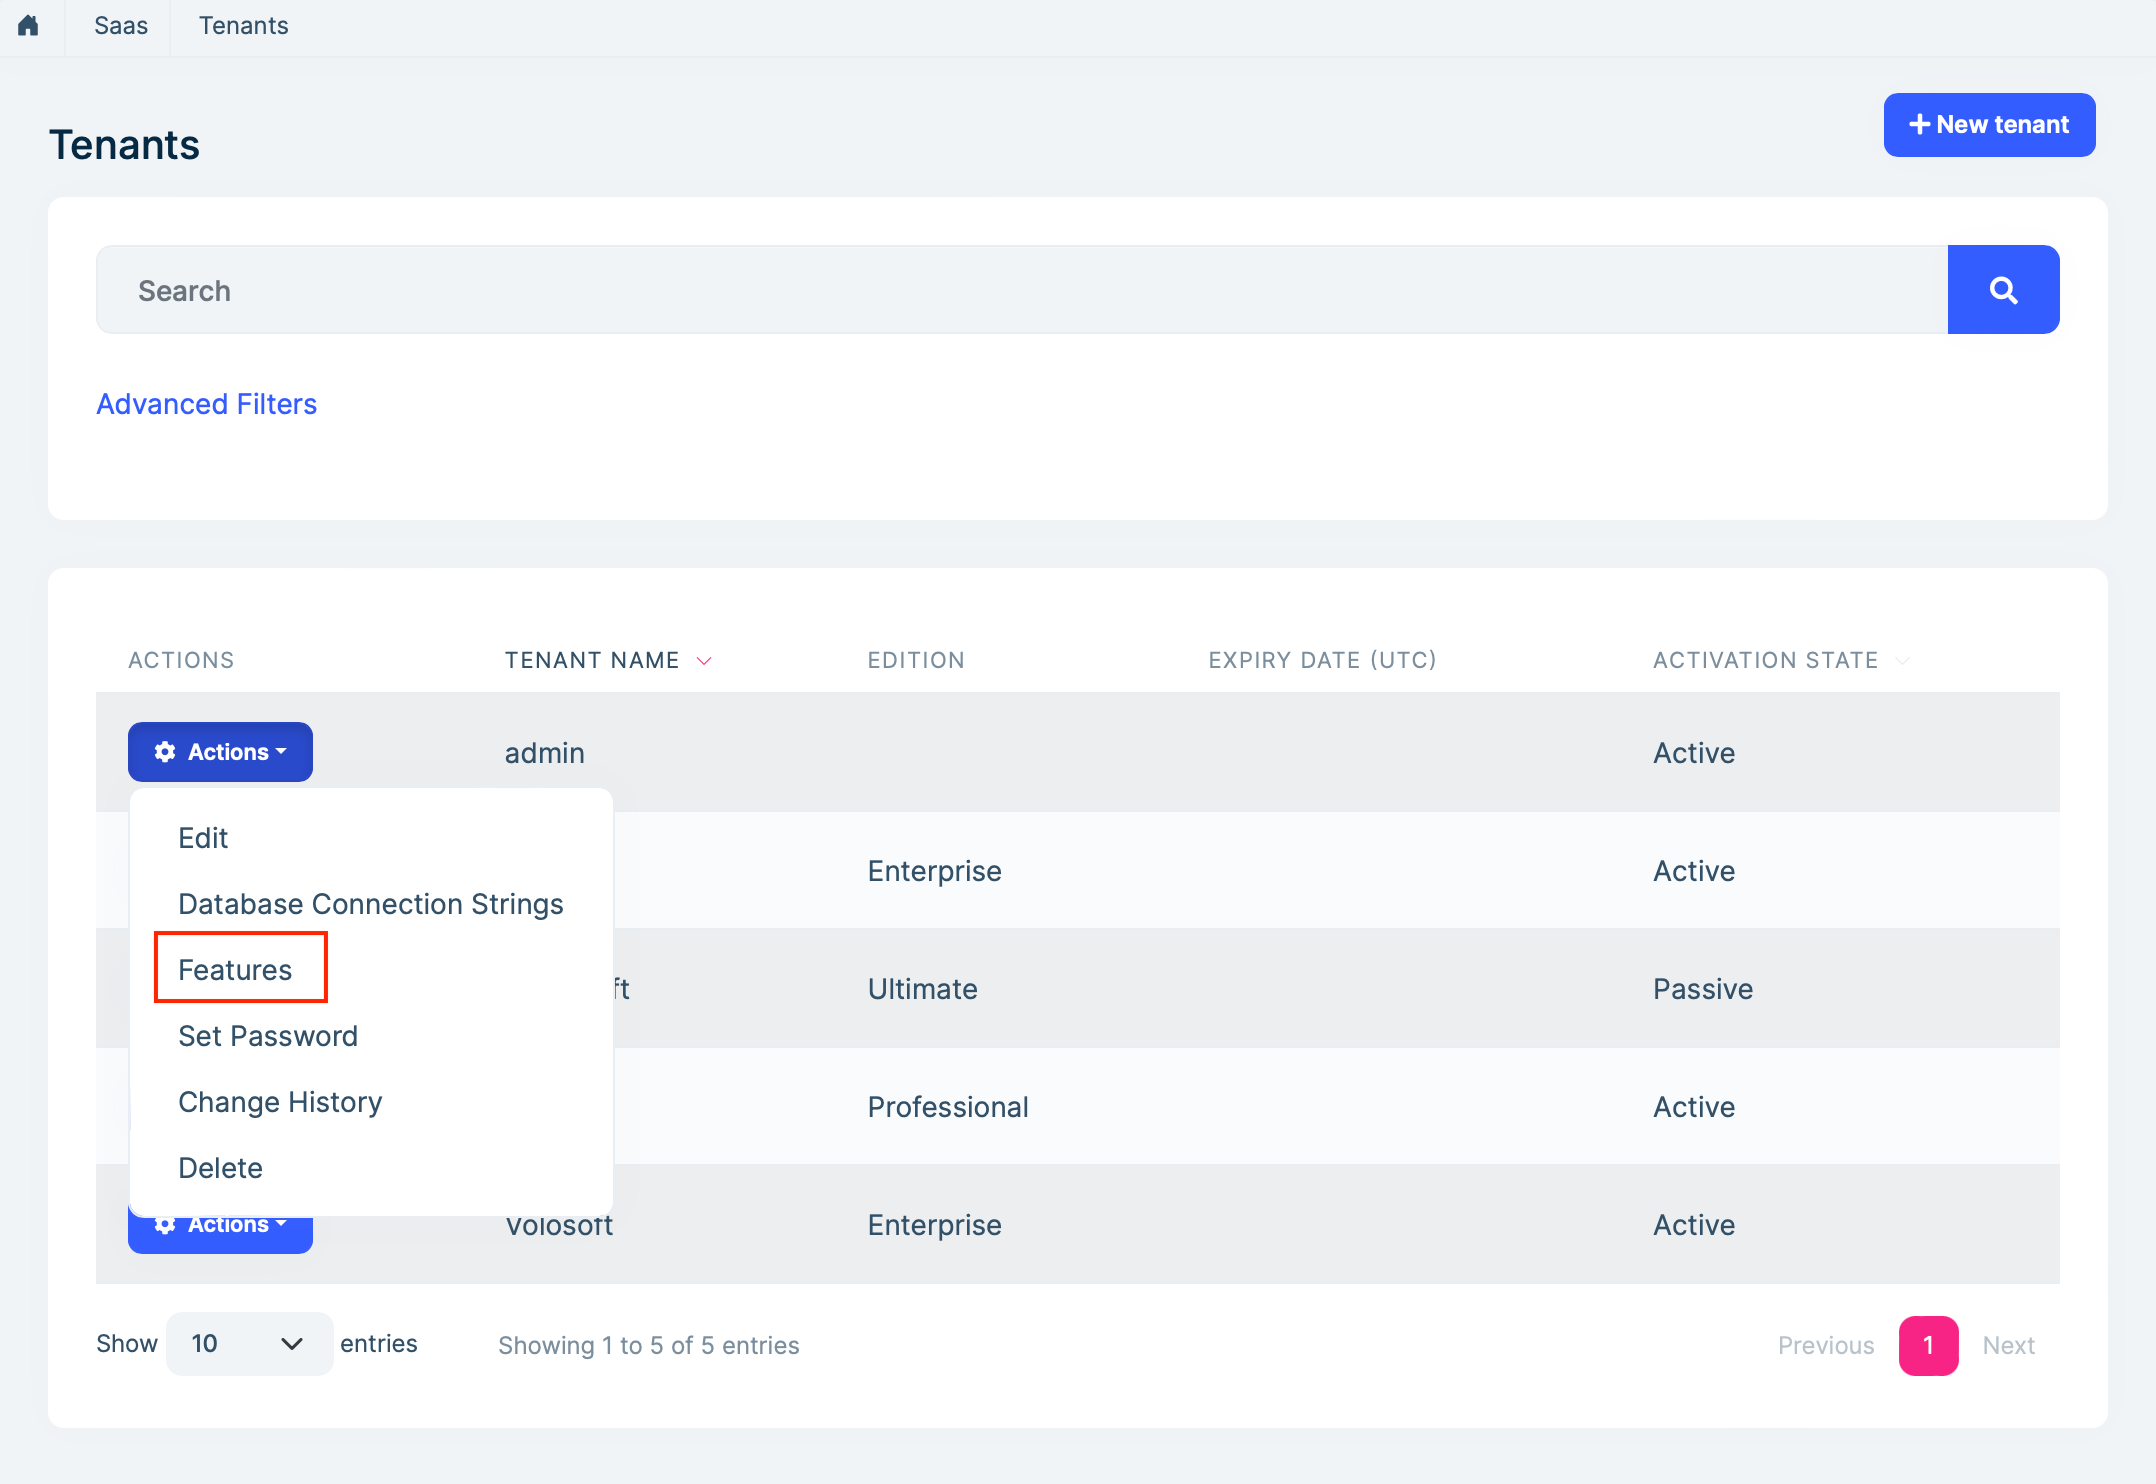 Saas Tenants
Tenants
New tenant
Search
Advanced Filters
ACTIONS TENANT NAME EDITION EXPIRY DATE (UTC) ACTIVATION STATE
Actions admin Active
Edit
Enterprise Active
Database Connection Strings
Features
ft Ultimate Passive
Set Password
Change History
Professional Active
Delete
Actions Volosoft Enterprise Active
Show 10 entries Showing 1 to 5 of 5 entries Previous 1 Next